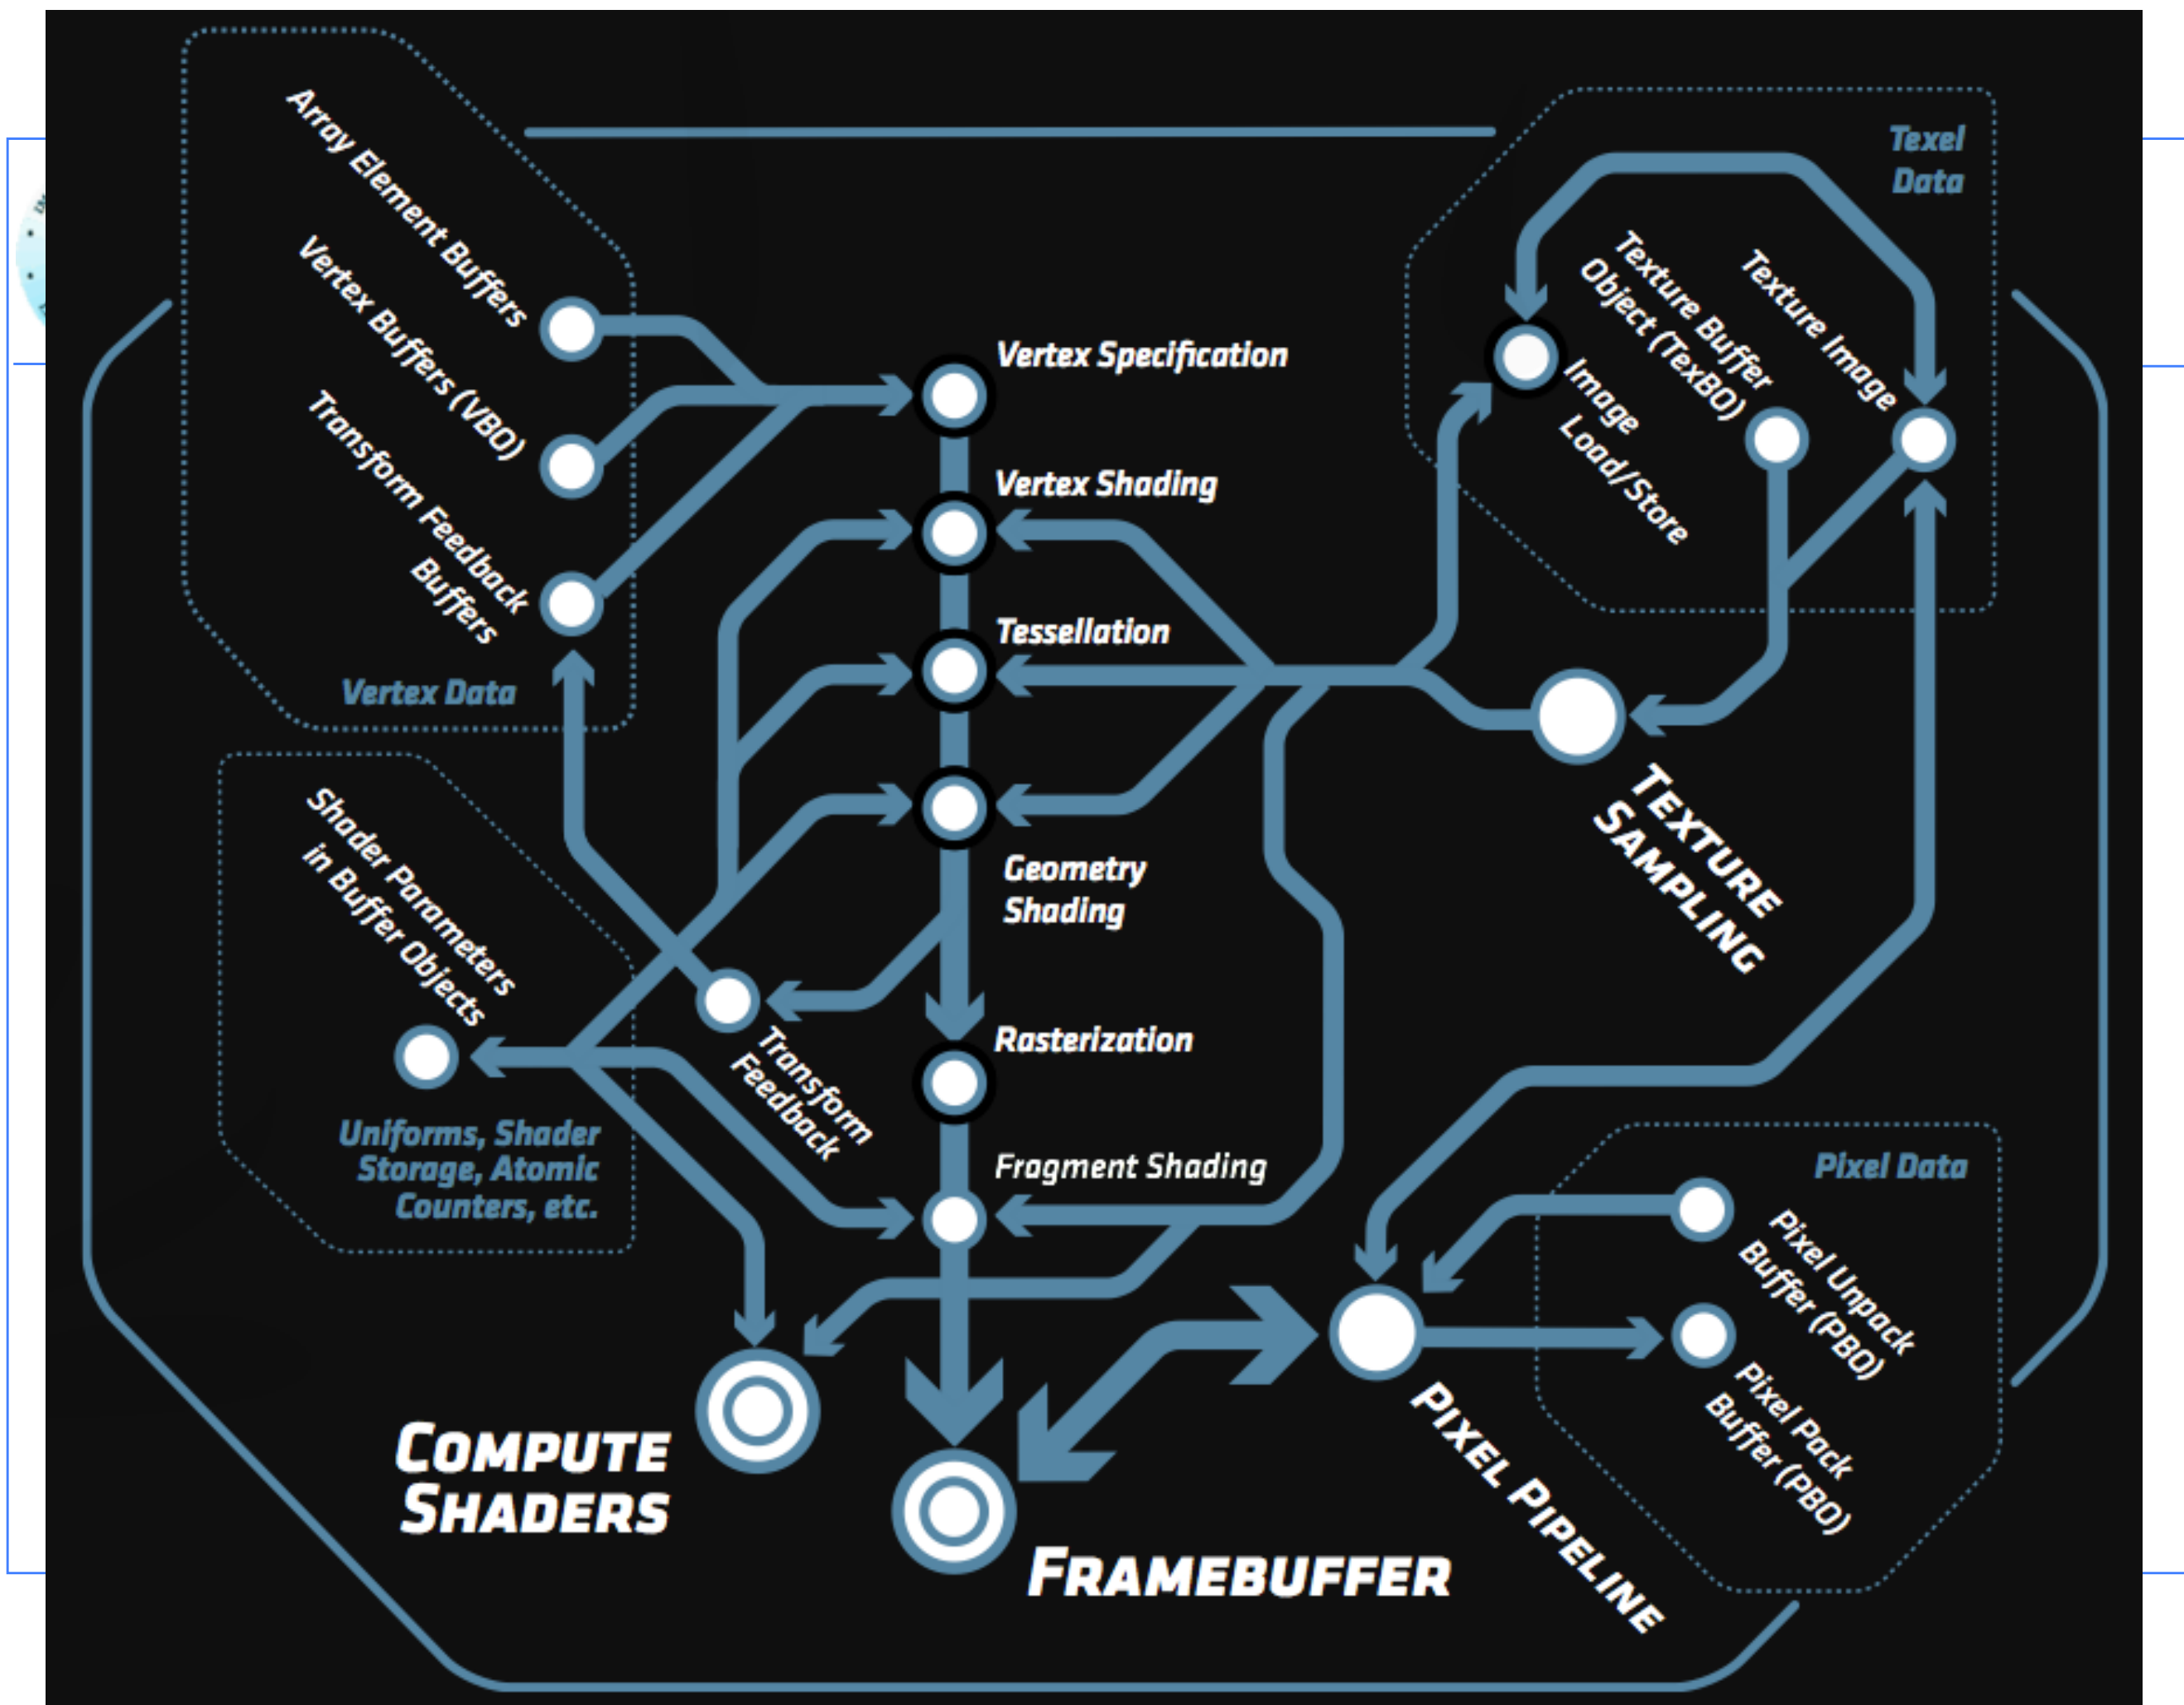 Array Element Buffers
Vertex Buffers (VBO)
Transform Feedback
Buffers
Vertex Data
Vertex Specification
Vertex Shading
Tessellation
Geometry
Shading
Rasterization
Fragment Shading
Texel
Data
Texture Image
Texture Buffer
Object (TexBO)
Image
Load/Store
TEXTURE
SAMPLING
Shader Parameters
in Buffer Objects
Uniforms, Shader
Storage, Atomic
Counters, etc.
Transform
Feedback
Pixel Data
Pixel Unpack
Buffer (PBO)
Pixel Pack
Buffer (PBO)
PIXEL PIPELINE
COMPUTE
SHADERS
FRAMEBUFFER